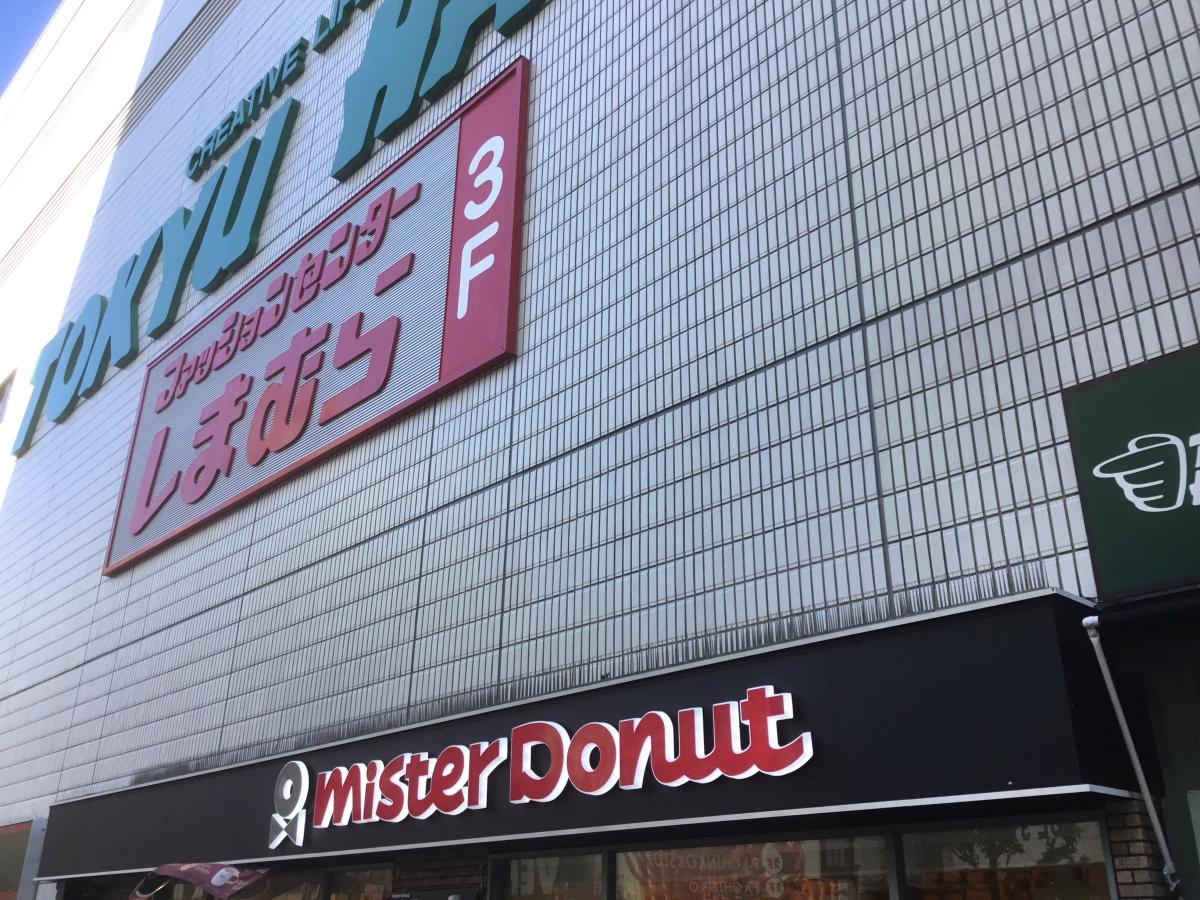 CREATIVE
TOKYU HA
ファッションセンター
しまむら
3F
mister Donut
PACHINKO